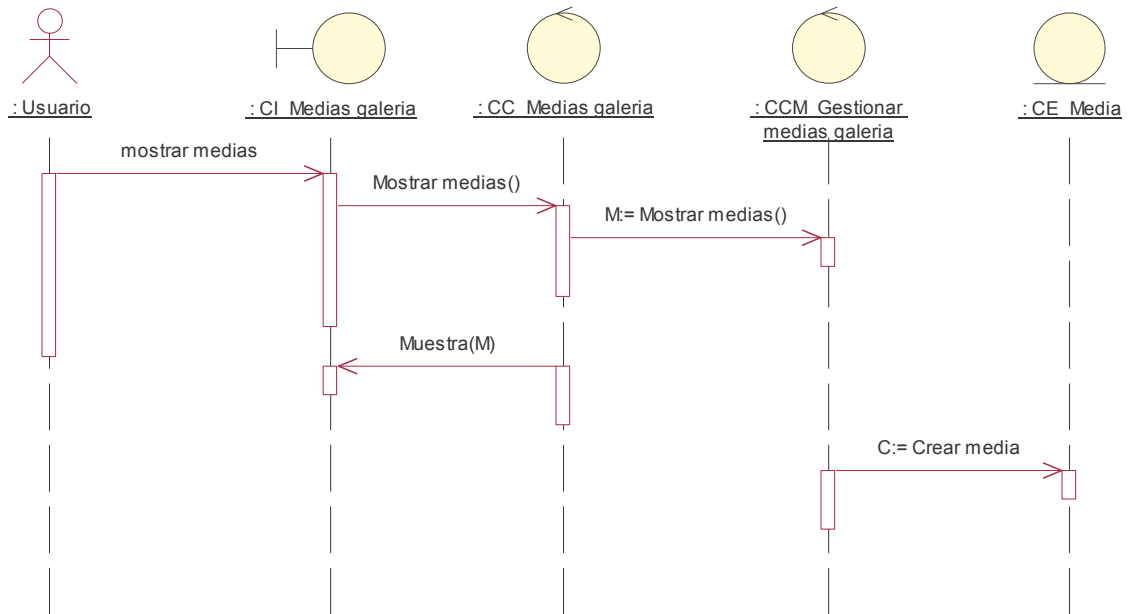 : Usuario
: CI_Medias galeria
: CC_Medias galeria
: CCM_Gestionar
medias galeria
: CE_Media
mostrar medias
Mostrar medias()
M:= Mostrar medias()
Muestra(M)
C:= Crear media